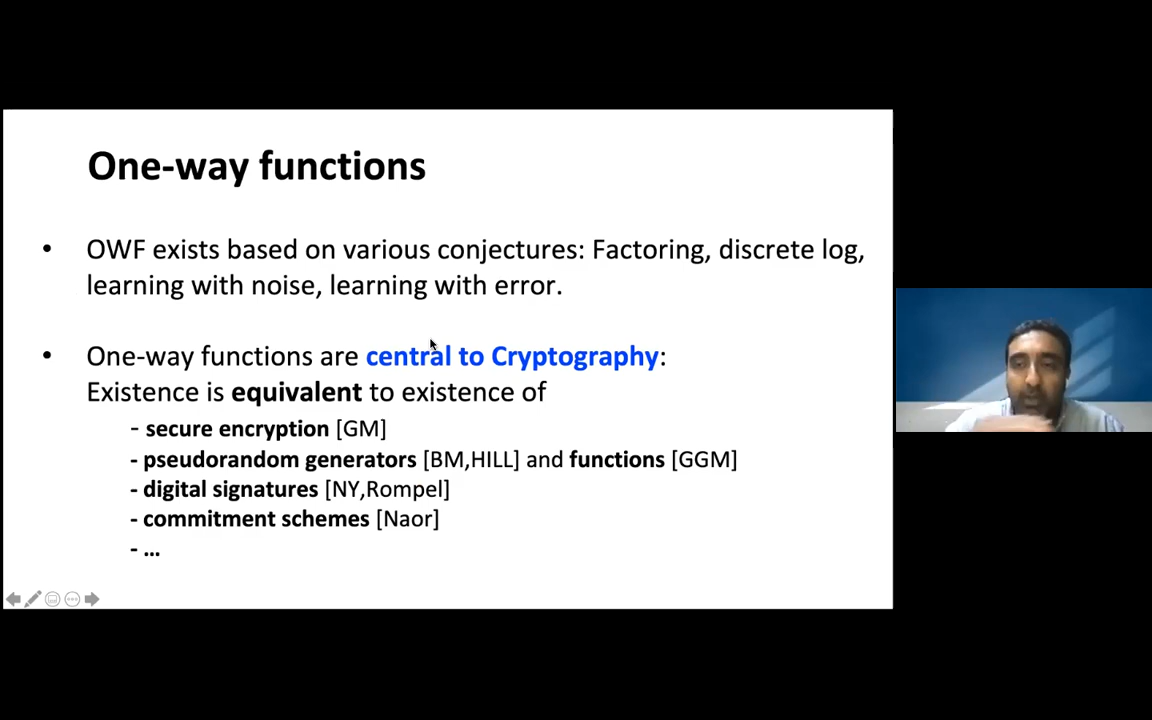 One-way functions
• OWF exists based on various conjectures: Factoring, discrete log,
learning with noise, learning with error.
• One-way functions are central to Cryptography:
Existence is equivalent to existence of
- secure encryption [GM]
- pseudorandom generators [BM,HILL] and functions [GGM]
- digital signatures [NY,Rompel]
- commitment schemes [Naor]
- ...